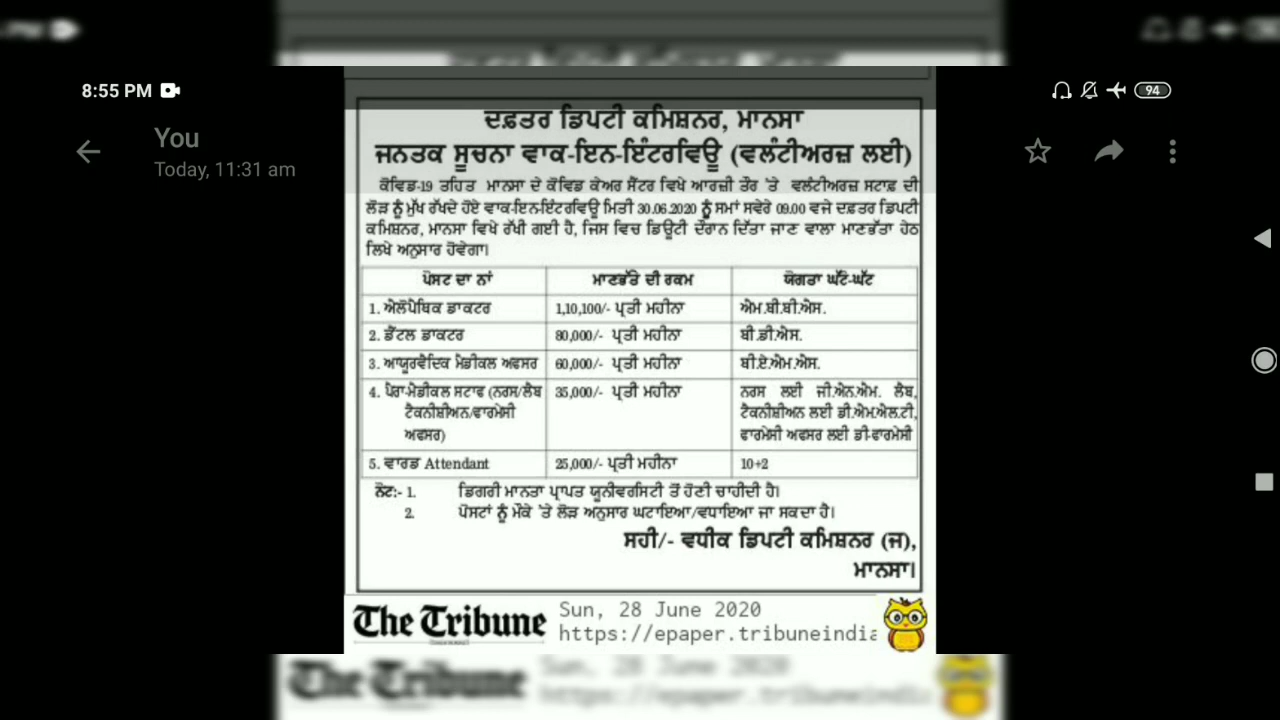 8:55 PM
94
You
Today, 11:31 am
ਦਫ਼ਤਰ ਡਿਪਟੀ ਕਮਿਸ਼ਨਰ, ਮਾਨਸਾ
ਜਨਤਕ ਸੂਚਨਾ ਵਾਕ-ਇਨ-ਇੰਟਰਵਿਊ (ਵਲੰਟੀਅਰਜ਼ ਲਈ)
ਕੋਵਿਡ-19 ਤਹਿਤ ਮਾਨਸਾ ਦੇ ਕੋਵਿਡ ਕੇਅਰ ਸੈਂਟਰ ਵਿਖੇ ਆਰਜ਼ੀ ਤੌਰ 'ਤੇ ਵਲੰਟੀਅਰਜ਼ ਸਟਾਫ਼ ਦੀ
ਲੋੜ ਨੂੰ ਮੁੱਖ ਰੱਖਦੇ ਹੋਏ ਵਾਕ-ਇਨ-ਇੰਟਰਵਿਊ ਮਿਤੀ 30.06.2020 ਨੂੰ ਸਮਾਂ ਸਵੇਰੇ 09.00 ਵਜੇ ਦਫ਼ਤਰ ਡਿਪਟੀ
ਕਮਿਸ਼ਨਰ, ਮਾਨਸਾ ਵਿਖੇ ਰੱਖੀ ਗਈ ਹੈ, ਜਿਸ ਵਿਚ ਡਿਊਟੀ ਦੌਰਾਨ ਦਿੱਤਾ ਜਾਣ ਵਾਲਾ ਮਾਣਭੱਤਾ ਹੇਠ
ਲਿਖੇ ਅਨੁਸਾਰ ਹੋਵੇਗਾ।
ਪੋਸਟ ਦਾ ਨਾਂ ਮਾਣਭੱਤੇ ਦੀ ਰਕਮ ਯੋਗਤਾ ਘੱਟੋ-ਘੱਟ
1. ਐਲੋਪੈਥਿਕ ਡਾਕਟਰ 1,10,100/- ਪ੍ਰਤੀ ਮਹੀਨਾ ਐਮ.ਬੀ.ਬੀ.ਐਸ.
2. ਡੈਂਟਲ ਡਾਕਟਰ 80,000/- ਪ੍ਰਤੀ ਮਹੀਨਾ ਬੀ.ਡੀ.ਐਸ.
3. ਆਯੂਰਵੈਦਿਕ ਮੈਡੀਕਲ ਅਫਸਰ 60,000/- ਪ੍ਰਤੀ ਮਹੀਨਾ ਬੀ.ਏ.ਐਮ.ਐਸ.
4. ਪੈਰਾ-ਮੈਡੀਕਲ ਸਟਾਫ (ਨਰਸ/ਲੈਬ 35,000/- ਪ੍ਰਤੀ ਮਹੀਨਾ ਨਰਸ ਲਈ ਜੀ.ਐਨ.ਐਮ. ਲੈਬ,
ਟੈਕਨੀਸ਼ੀਅਨ/ਫਾਰਮੇਸੀ ਟੈਕਨੀਸ਼ੀਅਨ ਲਈ ਡੀ.ਐਮ.ਐਲ.ਟੀ,
ਅਫਸਰ) ਫਾਰਮੇਸੀ ਅਫਸਰ ਲਈ ਡੀ-ਫਾਰਮੇਸੀ
5. ਵਾਰਡ Attendant 25,000/- ਪ੍ਰਤੀ ਮਹੀਨਾ 10+2
ਨੋਟ:- 1. ਡਿਗਰੀ ਮਾਨਤਾ ਪ੍ਰਾਪਤ ਯੂਨੀਵਰਸਿਟੀ ਤੋਂ ਹੋਣੀ ਚਾਹੀਦੀ ਹੈ।
2. ਪੋਸਟਾਂ ਨੂੰ ਮੌਕੇ 'ਤੇ ਲੋੜ ਅਨੁਸਾਰ ਘਟਾਇਆ/ਵਧਾਇਆ ਜਾ ਸਕਦਾ ਹੈ।
ਸਹੀ/- ਵਧੀਕ ਡਿਪਟੀ ਕਮਿਸ਼ਨਰ (ਜ),
ਮਾਨਸਾ।
The Tribune
Sun, 28 June 2020
https://epaper.tribuneindia